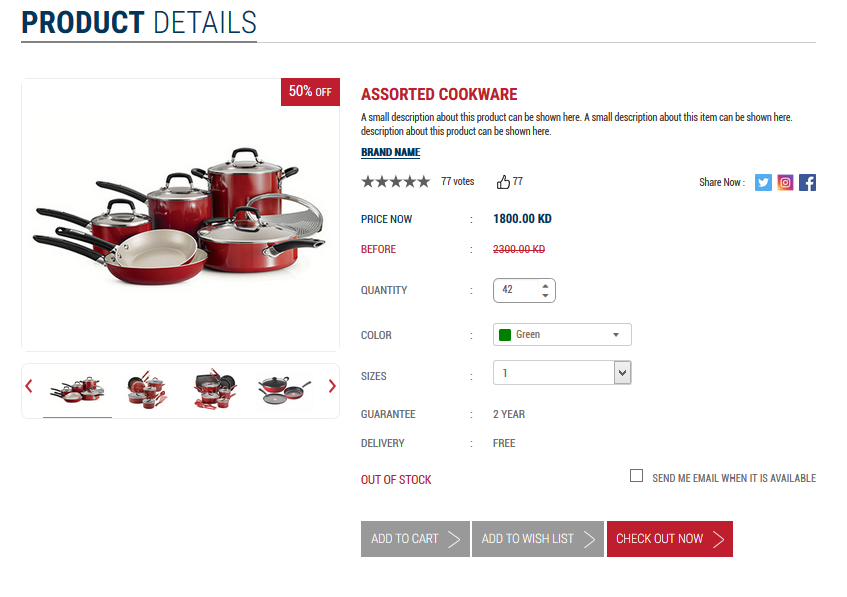 PRODUCT DETAILS
50% OFF
ASSORTED COOKWARE
A small description about this product can be shown here. A small description about this item can be shown here.
description about this product can be shown here.
BRAND NAME
77 votes
77
Share Now :
PRICE NOW : 1800.00 KD
BEFORE : 2300.00 KD
QUANTITY : 42
COLOR : Green
SIZES : 1
GUARANTEE : 2 YEAR
DELIVERY : FREE
OUT OF STOCK
SEND ME EMAIL WHEN IT IS AVAILABLE
ADD TO CART
ADD TO WISH LIST
CHECK OUT NOW